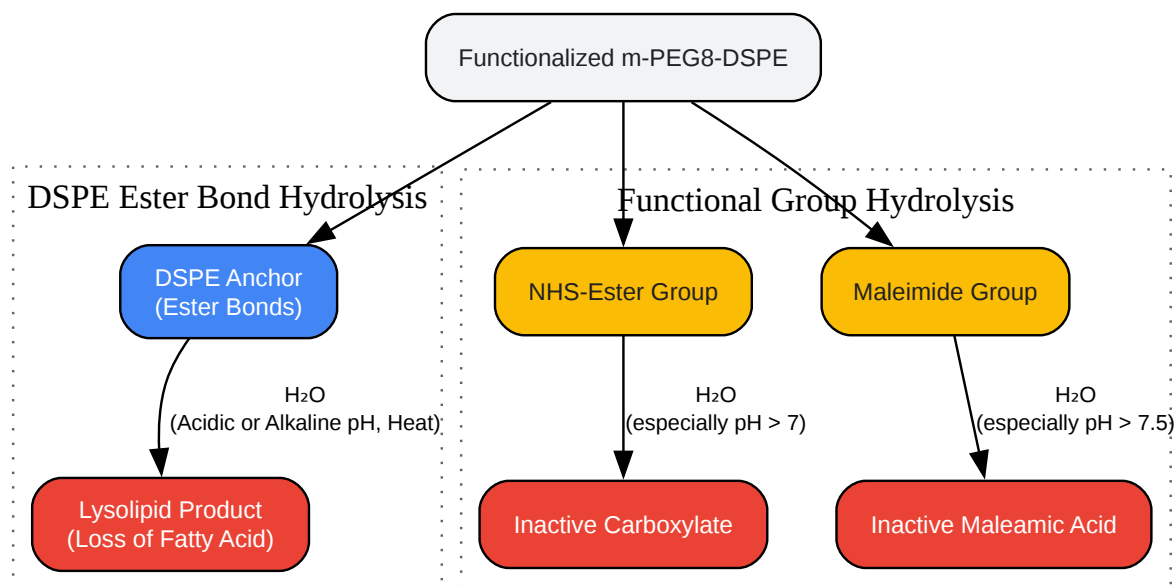 Functionalized m-PEG8-DSPE
DSPE Ester Bond Hydrolysis
Functional Group Hydrolysis
DSPE Anchor
(Ester Bonds)
NHS-Ester Group
Maleimide Group
H₂O
(Acidic or Alkaline pH, Heat)
H₂O
(especially pH > 7)
H₂O
(especially pH > 7.5)
Lysolipid Product
(Loss of Fatty Acid)
Inactive Carboxylate
Inactive Maleamic Acid